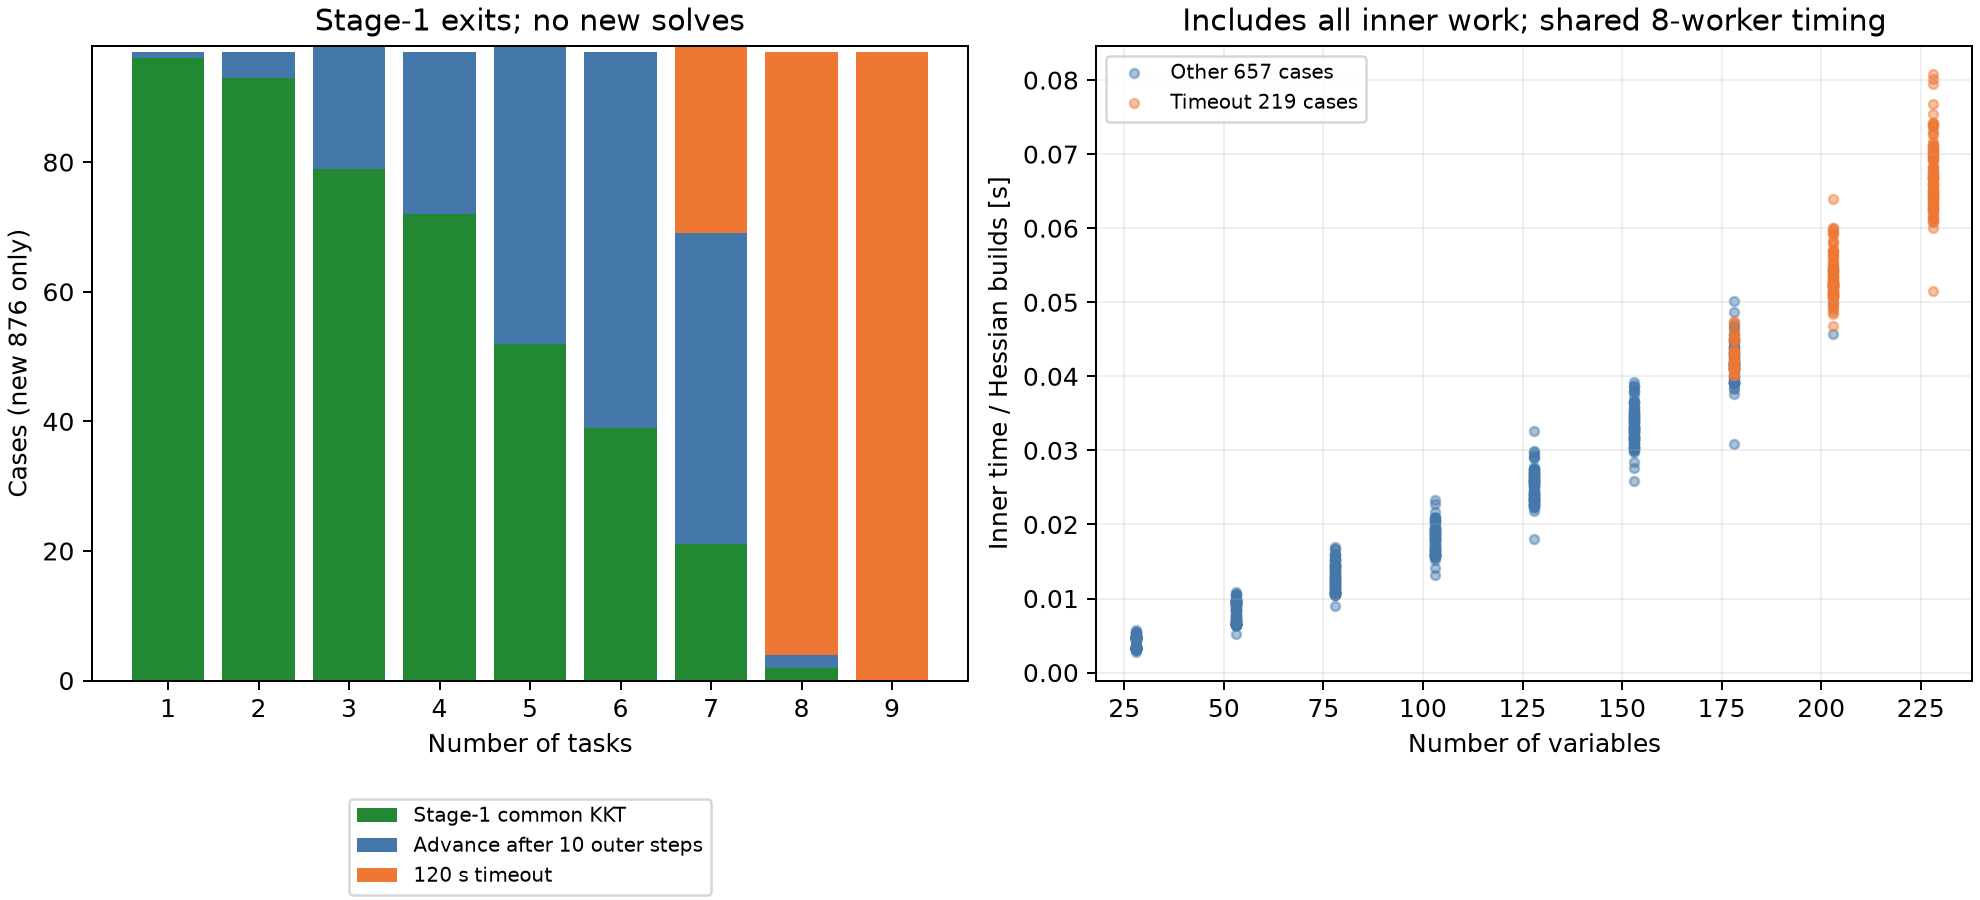 Stage-1 exits; no new solves
Cases (new 876 only)
80
60
40
20
0
1 2 3 4 5 6 7 8 9
Number of tasks
Stage-1 common KKT
Advance after 10 outer steps
120 s timeout
Includes all inner work; shared 8-worker timing
Other 657 cases
Timeout 219 cases
Inner time / Hessian builds [s]
0.08
0.07
0.06
0.05
0.04
0.03
0.02
0.01
0.00
25 50 75 100 125 150 175 200 225
Number of variables